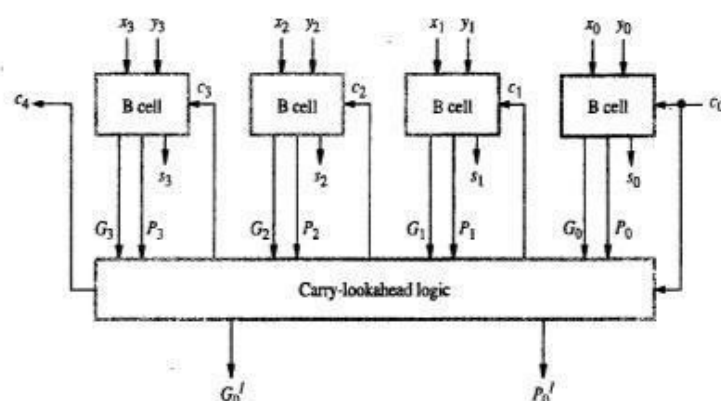 x₃ y₃ x₂ y₂ x₁ y₁ x₀ y₀
c₄ B cell c₃ B cell c₂ B cell c₁ B cell c₀
s₃ s₂ s₁ s₀
G₃ P₃ G₂ P₂ G₁ P₁ G₀ P₀
Carry-lookahead logic
G₀ᴵ P₀ᴵ